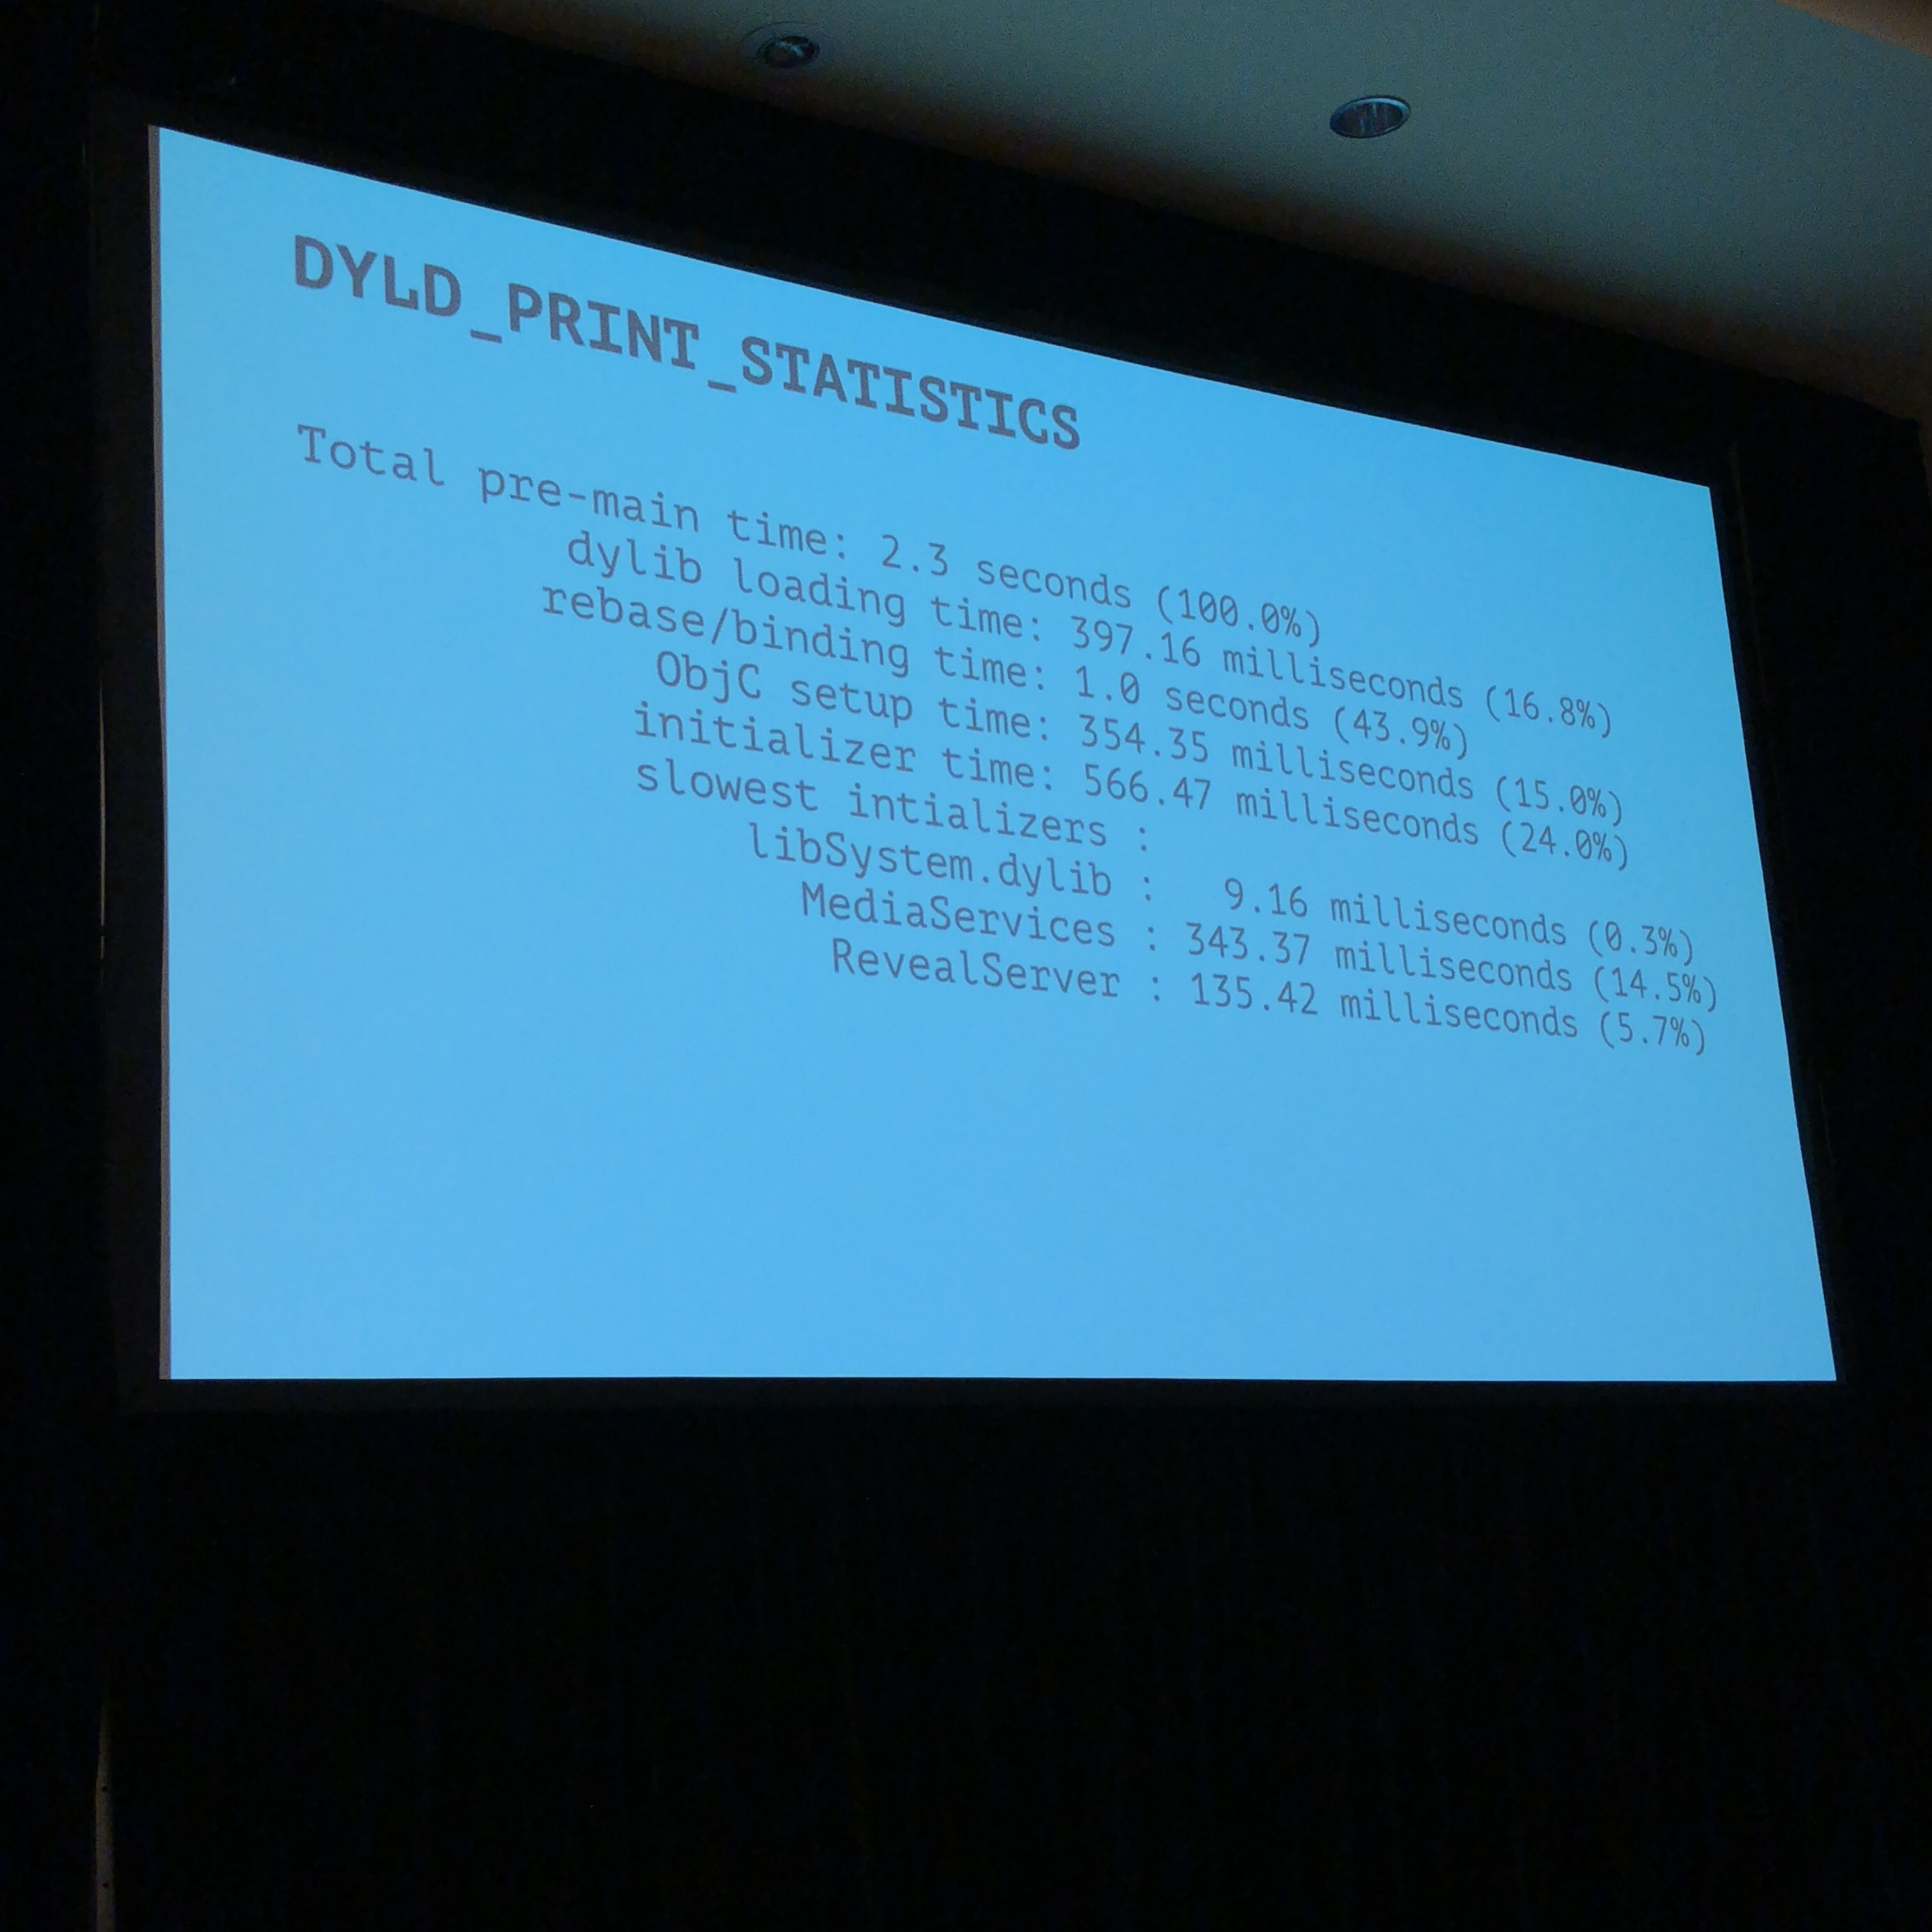 DYLD_PRINT_STATISTICS
Total pre-main time: 2.3 seconds (100.0%)
dylib loading time: 397.16 milliseconds (16.8%)
rebase/binding time: 1.0 seconds (43.9%)
ObjC setup time: 354.35 milliseconds (15.0%)
initializer time: 566.47 milliseconds (24.0%)
slowest intializers :
libSystem.dylib : 9.16 milliseconds (0.3%)
MediaServices : 343.37 milliseconds (14.5%)
RevealServer : 135.42 milliseconds (5.7%)